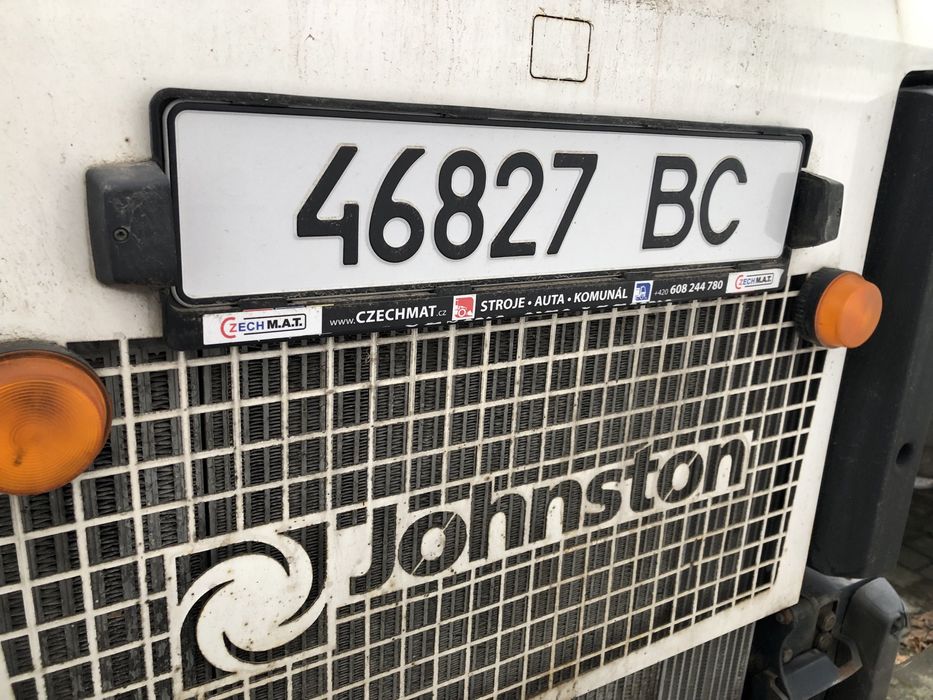 46827 BC
CZECH M.A.T. www.CZECHMAT.cz STROJE • AUTA • KOMUNÁL +420 608 244 780 CZECH M.A.T.
Johnston